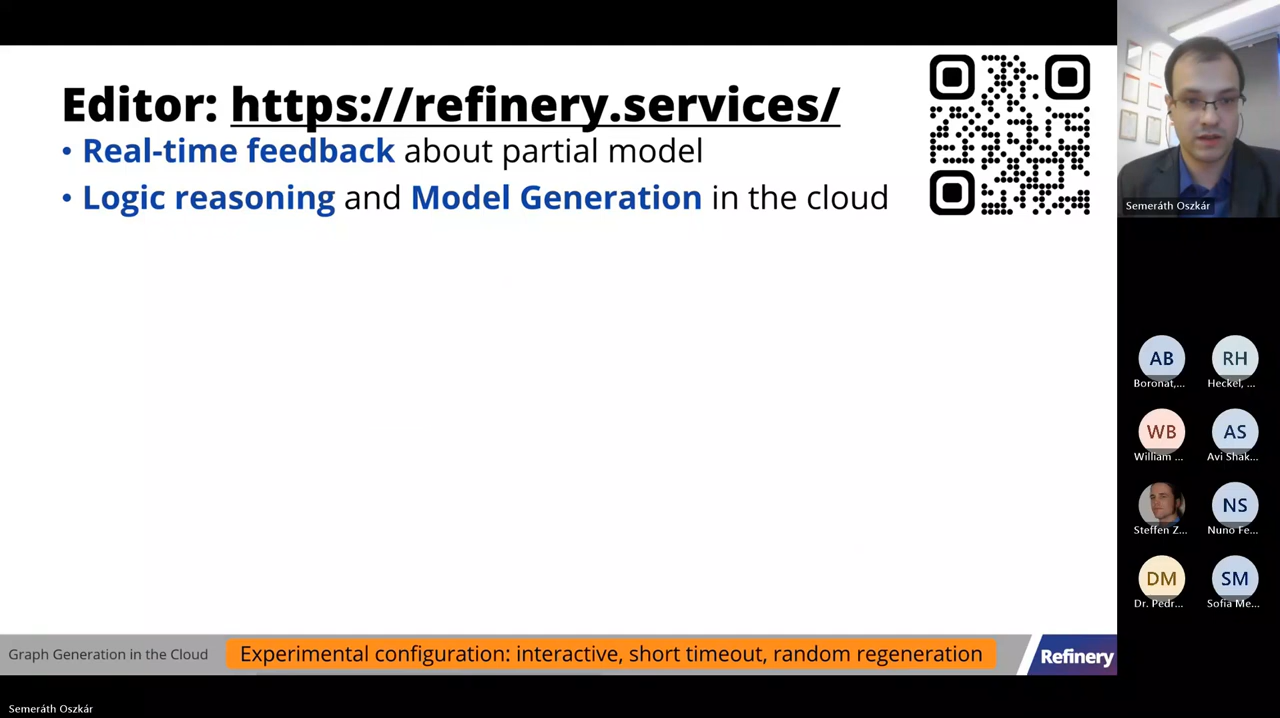 Editor: https://refinery.services/
• Real-time feedback about partial model
• Logic reasoning and Model Generation in the cloud
Semeráth Oszkár
AB
RH
Boronat,...
Heckel, ...
WB
AS
William ...
Avi Shak...
NS
Steffen Z...
Nuno Fe...
DM
SM
Dr. Pedr...
Sofia Me...
Graph Generation in the Cloud
Experimental configuration: interactive, short timeout, random regeneration
Refinery
Semeráth Oszkár